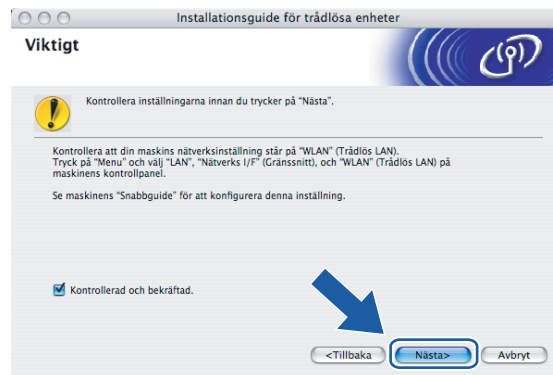 Installationsguide för trådlösa enheter
Viktigt
Kontrollera inställningarna innan du trycker på "Nästa".
Kontrollera att din maskins nätverksinställning står på "WLAN" (Trådlös LAN).
Tryck på "Menu" och välj "LAN", "Nätverks I/F" (Gränssnitt), och "WLAN" (Trådlös LAN) på
maskinens kontrollpanel.
Se maskinens "Snabbguide" för att konfigurera denna inställning.
Kontrollerad och bekräftad.
<Tillbaka
Nästa>
Avbryt